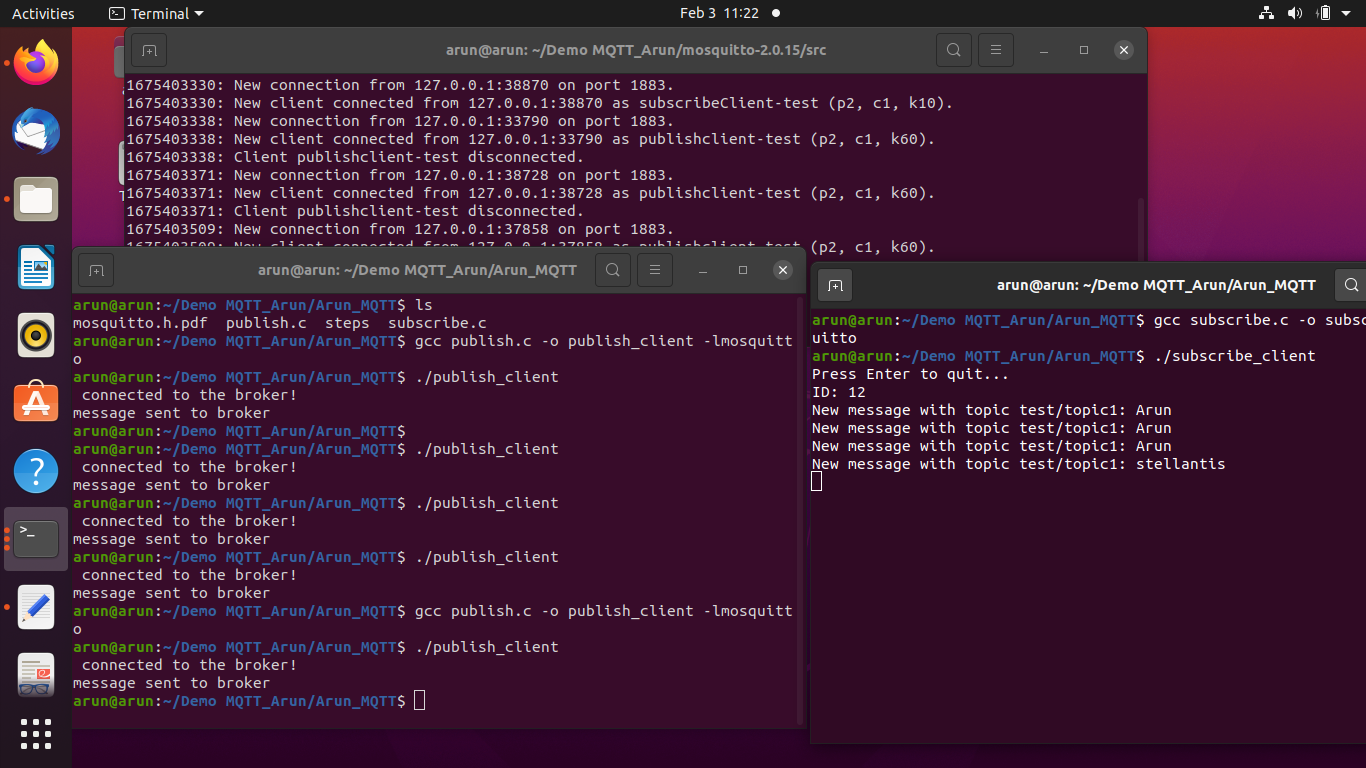 Activities
Terminal
Feb 3 11:22
arun@arun: ~/Demo MQTT_Arun/mosquitto-2.0.15/src
1675403330: New connection from 127.0.0.1:38870 on port 1883.
1675403330: New client connected from 127.0.0.1:38870 as subscribeClient-test (p2, c1, k10).
1675403338: New connection from 127.0.0.1:33790 on port 1883.
1675403338: New client connected from 127.0.0.1:33790 as publishclient-test (p2, c1, k60).
1675403338: Client publishclient-test disconnected.
1675403371: New connection from 127.0.0.1:38728 on port 1883.
1675403371: New client connected from 127.0.0.1:38728 as publishclient-test (p2, c1, k60).
1675403371: Client publishclient-test disconnected.
1675403509: New connection from 127.0.0.1:37858 on port 1883.
1675403509: New client connected from 127.0.0.1:37858 as publishclient-test (p2, c1, k60).
arun@arun: ~/Demo MQTT_Arun/Arun_MQTT
arun@arun:~/Demo MQTT_Arun/Arun_MQTT$ ls
mosquitto.h.pdf publish.c steps subscribe.c
arun@arun:~/Demo MQTT_Arun/Arun_MQTT$ gcc publish.c -o publish_client -lmosquitt
o
arun@arun:~/Demo MQTT_Arun/Arun_MQTT$ ./publish_client
connected to the broker!
message sent to broker
arun@arun:~/Demo MQTT_Arun/Arun_MQTT$
arun@arun:~/Demo MQTT_Arun/Arun_MQTT$ ./publish_client
connected to the broker!
message sent to broker
arun@arun:~/Demo MQTT_Arun/Arun_MQTT$ ./publish_client
connected to the broker!
message sent to broker
arun@arun:~/Demo MQTT_Arun/Arun_MQTT$ ./publish_client
connected to the broker!
message sent to broker
arun@arun:~/Demo MQTT_Arun/Arun_MQTT$ gcc publish.c -o publish_client -lmosquitt
o
arun@arun:~/Demo MQTT_Arun/Arun_MQTT$ ./publish_client
connected to the broker!
message sent to broker
arun@arun:~/Demo MQTT_Arun/Arun_MQTT$
arun@arun: ~/Demo MQTT_Arun/Arun_MQTT
arun@arun:~/Demo MQTT_Arun/Arun_MQTT$ gcc subscribe.c -o subsc
uitto
arun@arun:~/Demo MQTT_Arun/Arun_MQTT$ ./subscribe_client
Press Enter to quit...
ID: 12
New message with topic test/topic1: Arun
New message with topic test/topic1: Arun
New message with topic test/topic1: Arun
New message with topic test/topic1: stellantis